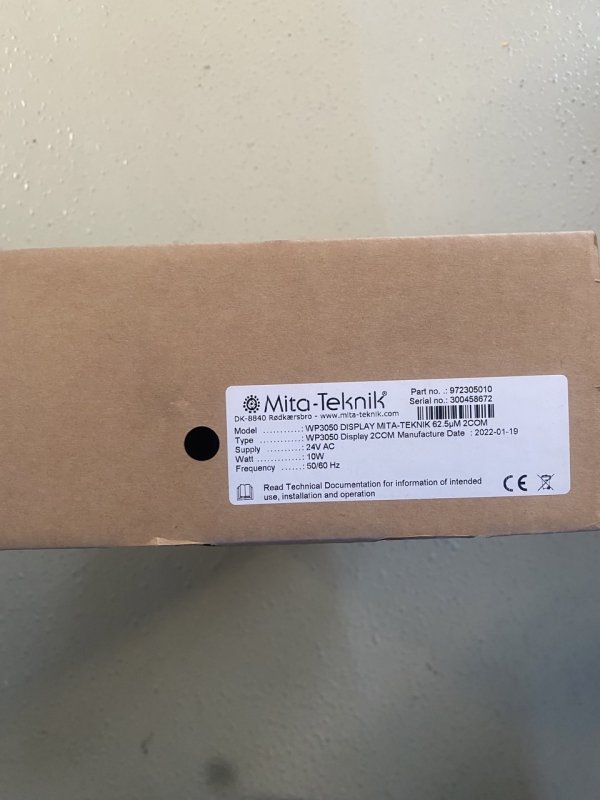 Mita-Teknik®
DK-8840 Rødkærsbro - www.mita-teknik.com
Part no. .: 972305010
Serial no.: 300458672
Model ..........: WP3050 DISPLAY MITA-TEKNIK 62.5µM 2COM
Type ...........: WP3050 Display 2COM Manufacture Date : 2022-01-19
Supply .........: 24V AC
Watt ...........: 10W
Frequency ......: 50/60 Hz
Read Technical Documentation for information of intended
use, installation and operation
CE